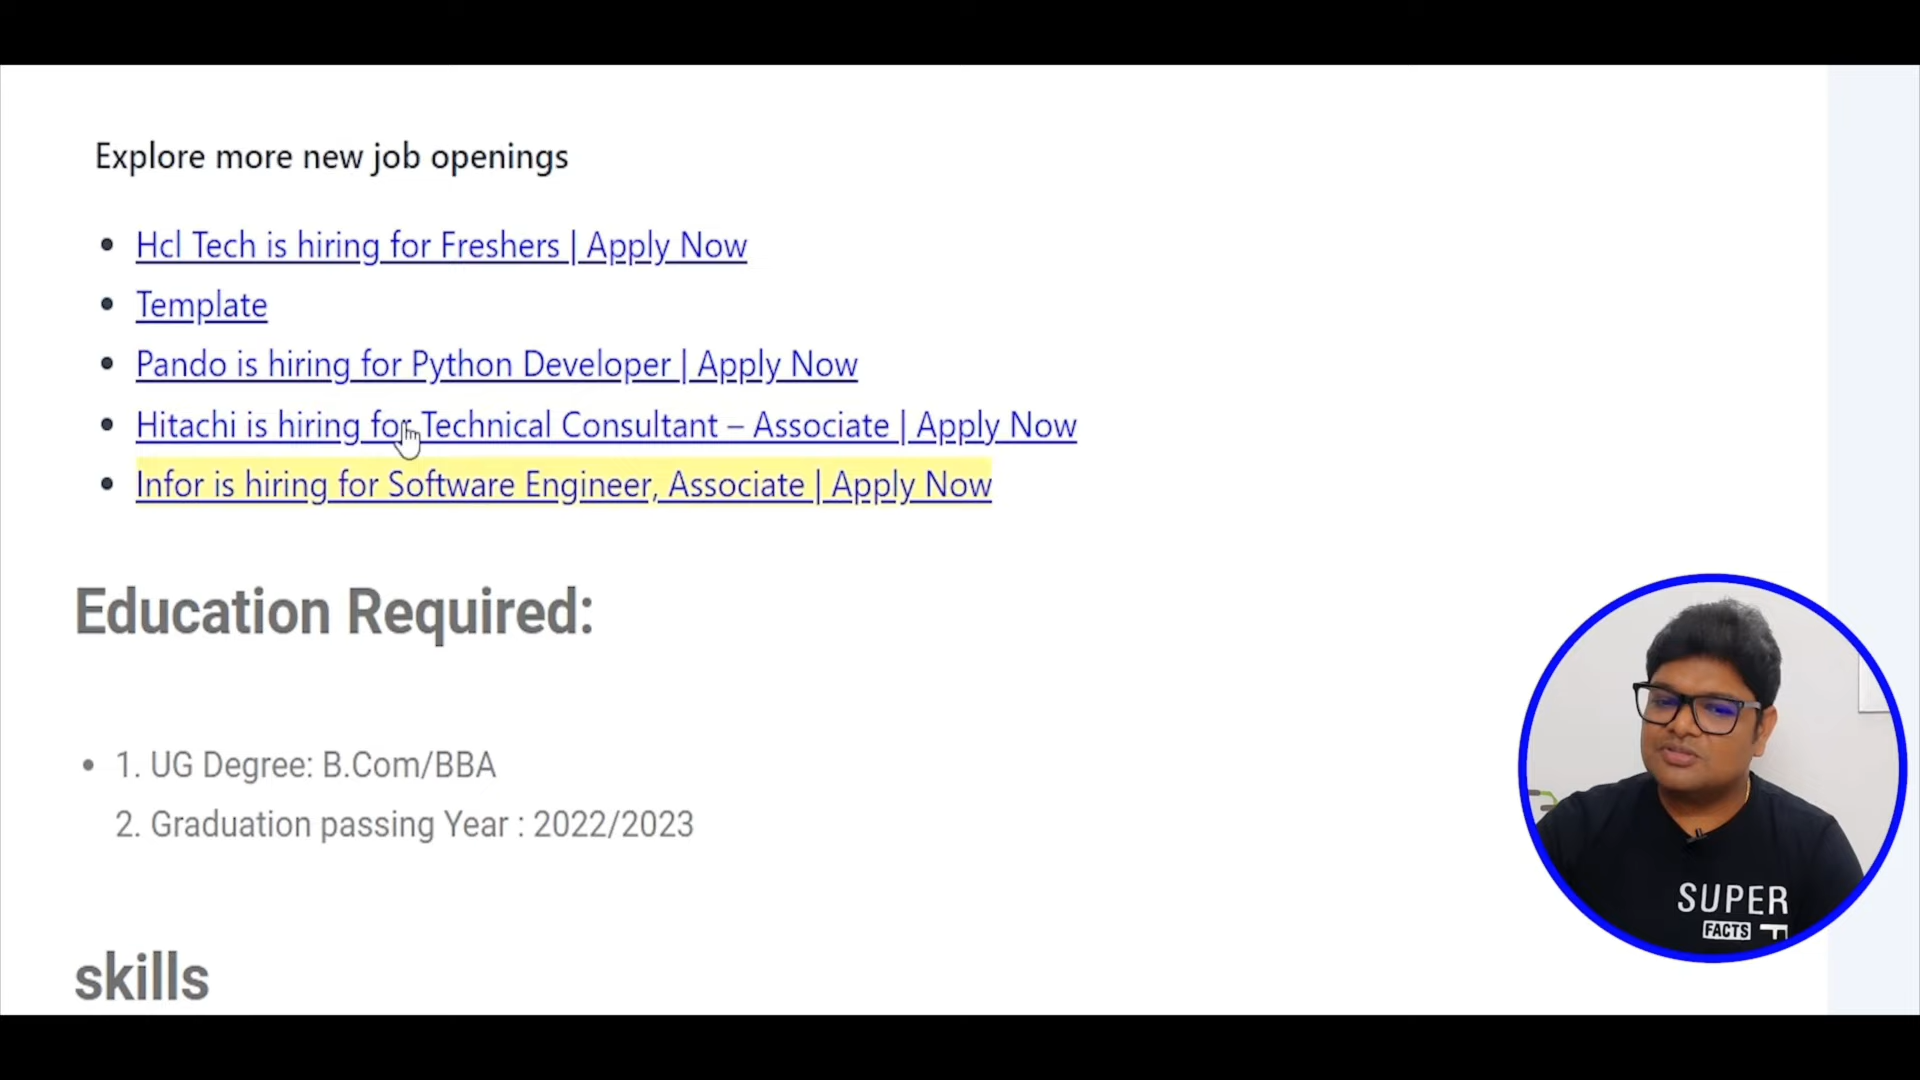 Explore more new job openings
Hcl Tech is hiring for Freshers | Apply Now
Template
Pando is hiring for Python Developer | Apply Now
Hitachi is hiring for Technical Consultant – Associate | Apply Now
Infor is hiring for Software Engineer, Associate | Apply Now
Education Required:
1. UG Degree: B.Com/BBA
2. Graduation passing Year : 2022/2023
skills
SUPER
FACTS